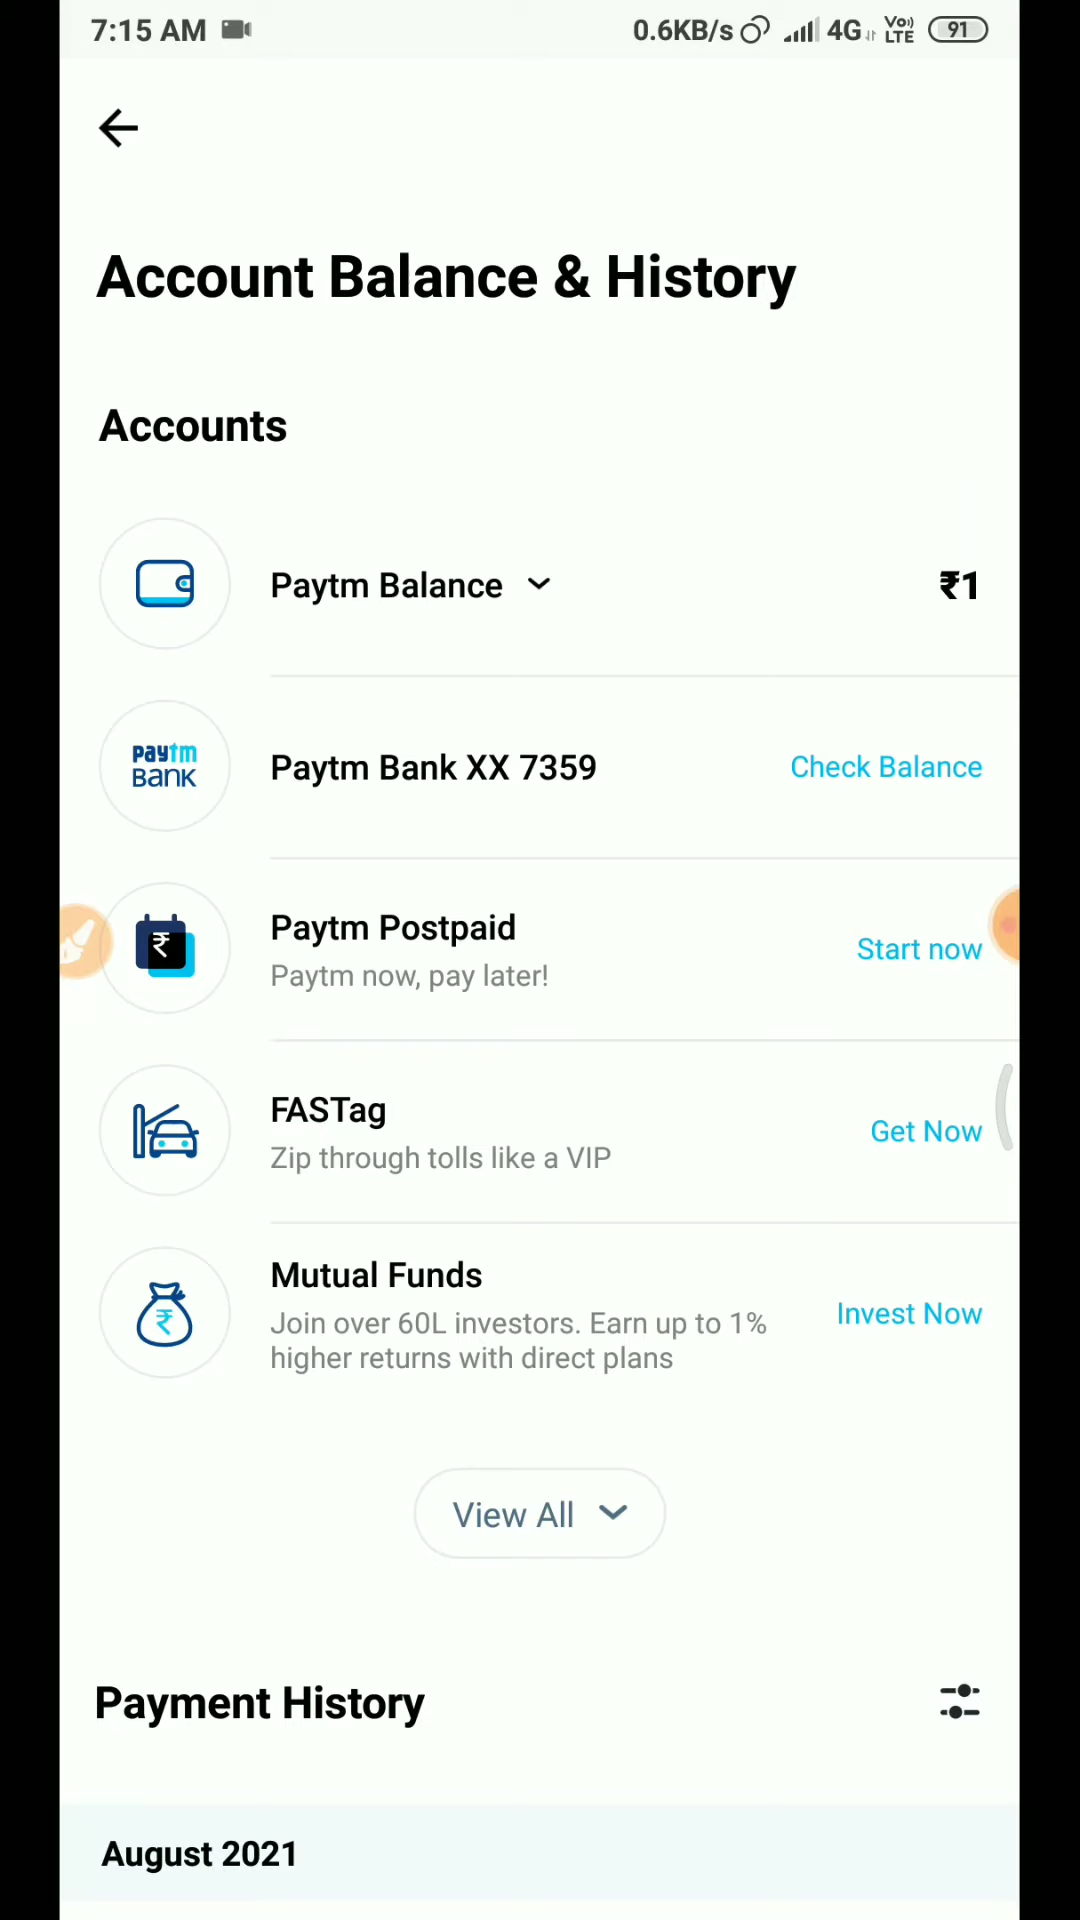 7:15 AM 0.6KB/s 4G VoLTE 91
Account Balance & History
Accounts
Paytm Balance ₹1
paytm BANK
Paytm Bank XX 7359 Check Balance
₹
Paytm Postpaid
Paytm now, pay later!
Start now
FASTag
Zip through tolls like a VIP
Get Now
₹
Mutual Funds
Join over 60L investors. Earn up to 1%
higher returns with direct plans
Invest Now
View All
Payment History
August 2021